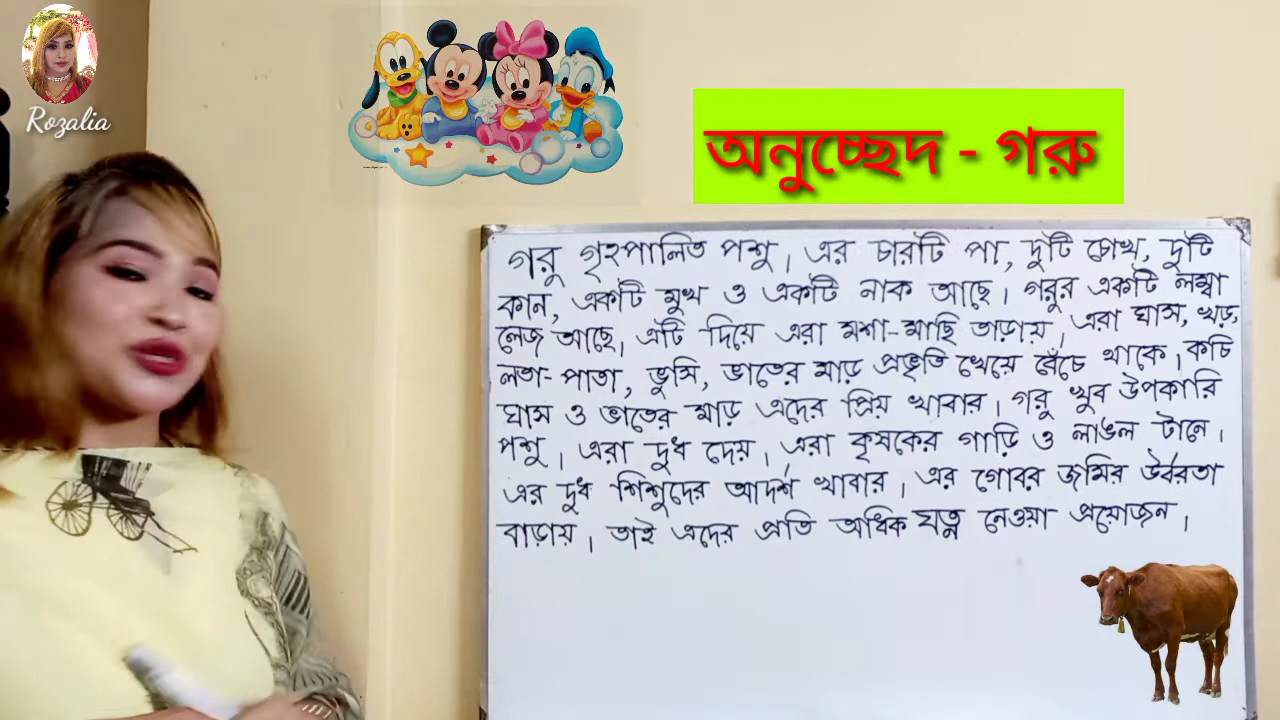 Rozalia
অনুচ্ছেদ - গরু
গরু গৃহপালিত পশু। এর চারটি পা, দুটি চোখ, দুটি
কান, একটি মুখ ও একটি নাক আছে। গরুর একটি লম্বা
লেজ আছে। এটি দিয়ে এরা মশা-মাছি তাড়ায়। এরা ঘাস, খড়,
লতা-পাতা, ভুসি, ভাতের মাড় প্রভৃতি খেয়ে বেঁচে থাকে। কচি
ঘাস ও ভাতের মাড় এদের প্রিয় খাবার। গরু খুব উপকারি
পশু। এরা দুধ দেয়। এরা কৃষকের গাড়ি ও লাঙল টানে।
এর দুধ শিশুদের আদর্শ খাবার। এর গোবর জমির উর্বরতা
বাড়ায়। তাই এদের প্রতি অধিক যত্ন নেওয়া প্রয়োজন।